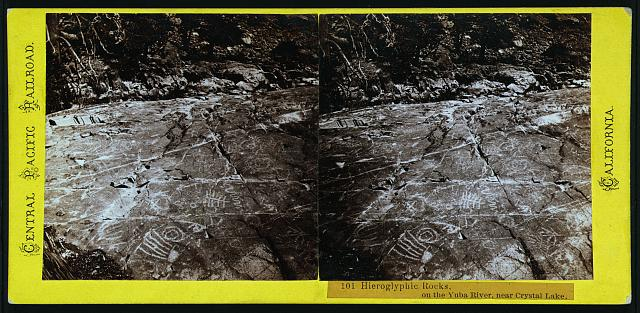 CENTRAL PACIFIC RAILROAD.
CALIFORNIA.
101 Hieroglyphic Rocks,
on the Yuba River, near Crystal Lake.